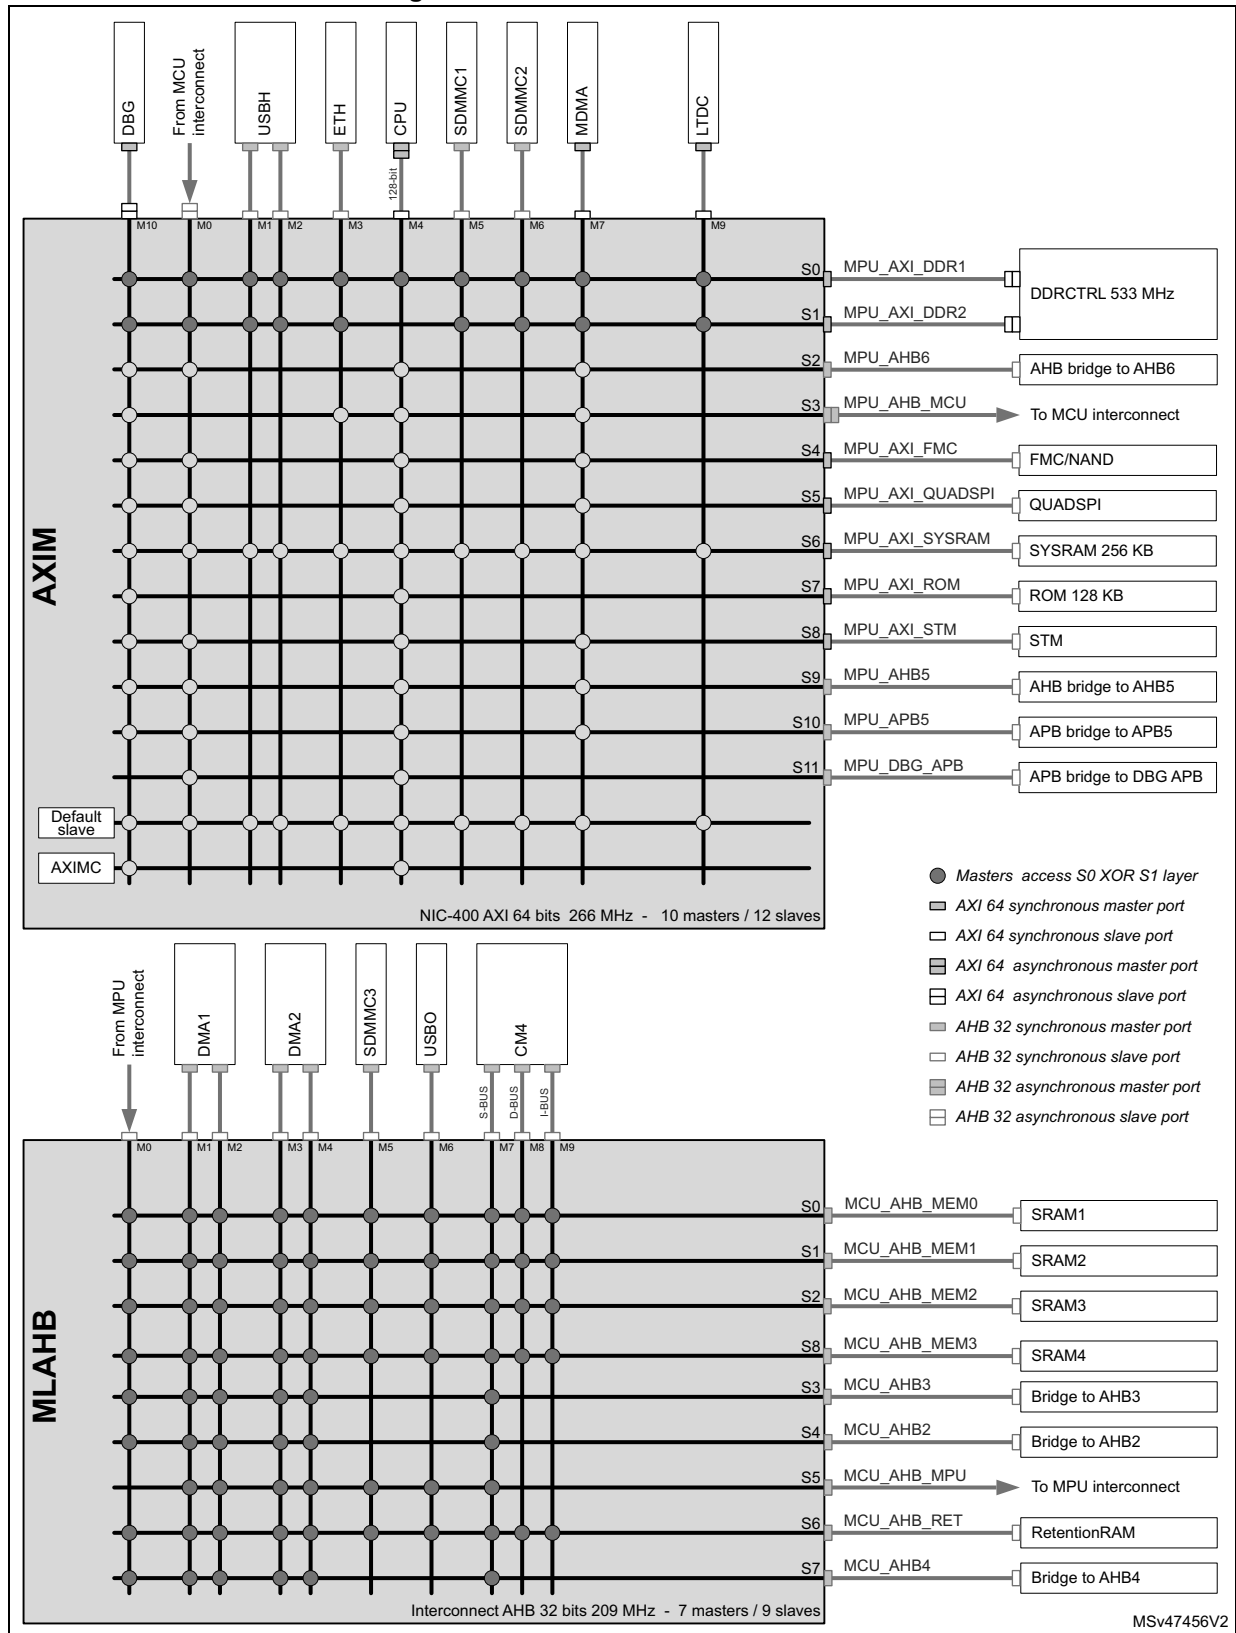 DBG
From MCU
interconnect
USBH
ETH
CPU
SDMMC1
SDMMC2
MDMA
LTDC
128-bit
M10
M0
M1
M2
M3
M4
M5
M6
M7
M9
AXIM
S0
MPU_AXI_DDR1
DDRCTRL 533 MHz
S1
MPU_AXI_DDR2
S2
MPU_AHB6
AHB bridge to AHB6
S3
MPU_AHB_MCU
To MCU interconnect
S4
MPU_AXI_FMC
FMC/NAND
S5
MPU_AXI_QUADSPI
QUADSPI
S6
MPU_AXI_SYSRAM
SYSRAM 256 KB
S7
MPU_AXI_ROM
ROM 128 KB
S8
MPU_AXI_STM
STM
S9
MPU_AHB5
AHB bridge to AHB5
S10
MPU_APB5
APB bridge to APB5
S11
MPU_DBG_APB
APB bridge to DBG APB
Default
slave
AXIMC
NIC-400 AXI 64 bits 266 MHz - 10 masters / 12 slaves
Masters access S0 XOR S1 layer
AXI 64 synchronous master port
AXI 64 synchronous slave port
AXI 64 asynchronous master port
AXI 64 asynchronous slave port
AHB 32 synchronous master port
AHB 32 synchronous slave port
AHB 32 asynchronous master port
AHB 32 asynchronous slave port
From MPU
interconnect
DMA1
DMA2
SDMMC3
USBO
CM4
S-BUS
D-BUS
I-BUS
M0
M1
M2
M3
M4
M5
M6
M7
M8
M9
MLAHB
S0
MCU_AHB_MEM0
SRAM1
S1
MCU_AHB_MEM1
SRAM2
S2
MCU_AHB_MEM2
SRAM3
S8
MCU_AHB_MEM3
SRAM4
S3
MCU_AHB3
Bridge to AHB3
S4
MCU_AHB2
Bridge to AHB2
S5
MCU_AHB_MPU
To MPU interconnect
S6
MCU_AHB_RET
RetentionRAM
S7
MCU_AHB4
Bridge to AHB4
Interconnect AHB 32 bits 209 MHz - 7 masters / 9 slaves
MSv47456V2